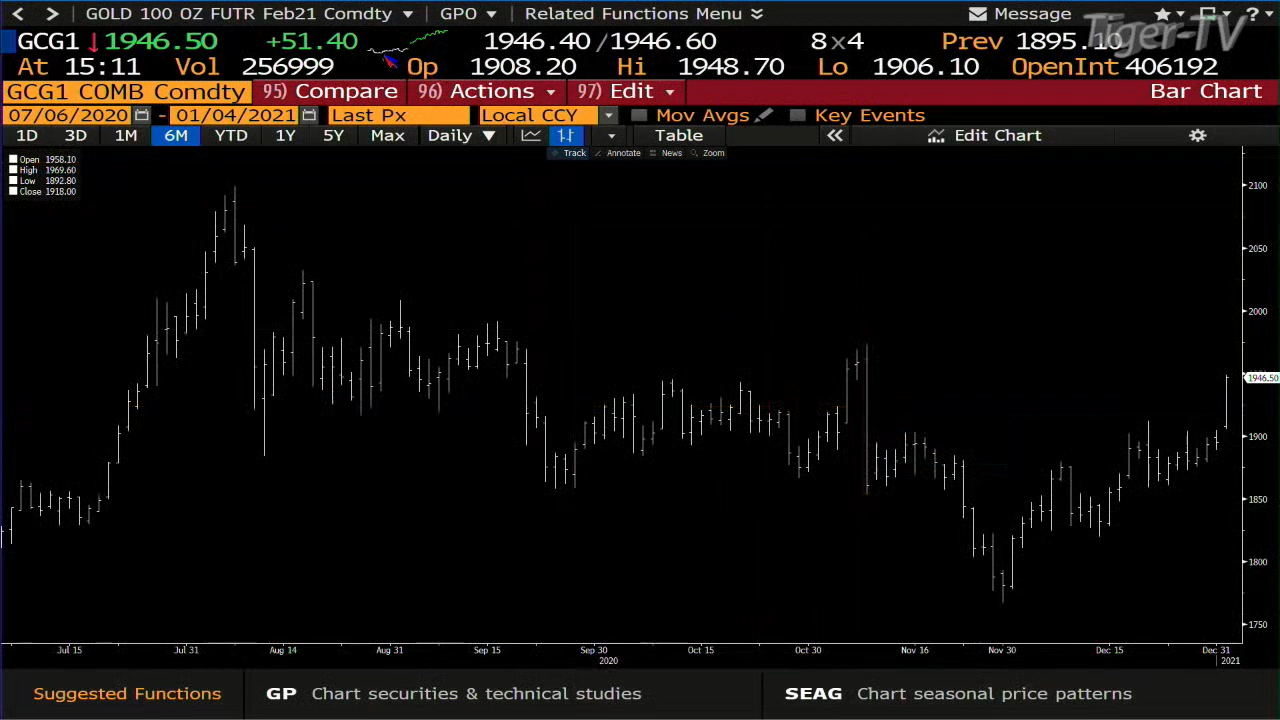 GOLD 100 OZ FUTR Feb21 Comdty GPO Related Functions Menu Message ?
Tiger-TV
GCG1 1946.50 +51.40 1946.40/1946.60 8x4 Prev 1895.10
At 15:11 Vol 256999 Op 1908.20 Hi 1948.70 Lo 1906.10 OpenInt 406192
GCG1 COMB Comdty 95) Compare 96) Actions 97) Edit Bar Chart
07/06/2020 - 01/04/2021 Last Px Local CCY Mov Avgs Key Events
1D 3D 1M 6M YTD 1Y 5Y Max Daily Table Edit Chart
Track Annotate News Zoom
Open 1958.10
High 1969.60
Low 1892.80
Close 1918.00
2100
2050
2000
1946.50
1900
1850
1800
1750
Jul 15 Jul 31 Aug 14 Aug 31 Sep 15 Sep 30 Oct 15 Oct 30 Nov 16 Nov 30 Dec 15 Dec 31
2020 2021
Suggested Functions GP Chart securities & technical studies SEAG Chart seasonal price patterns